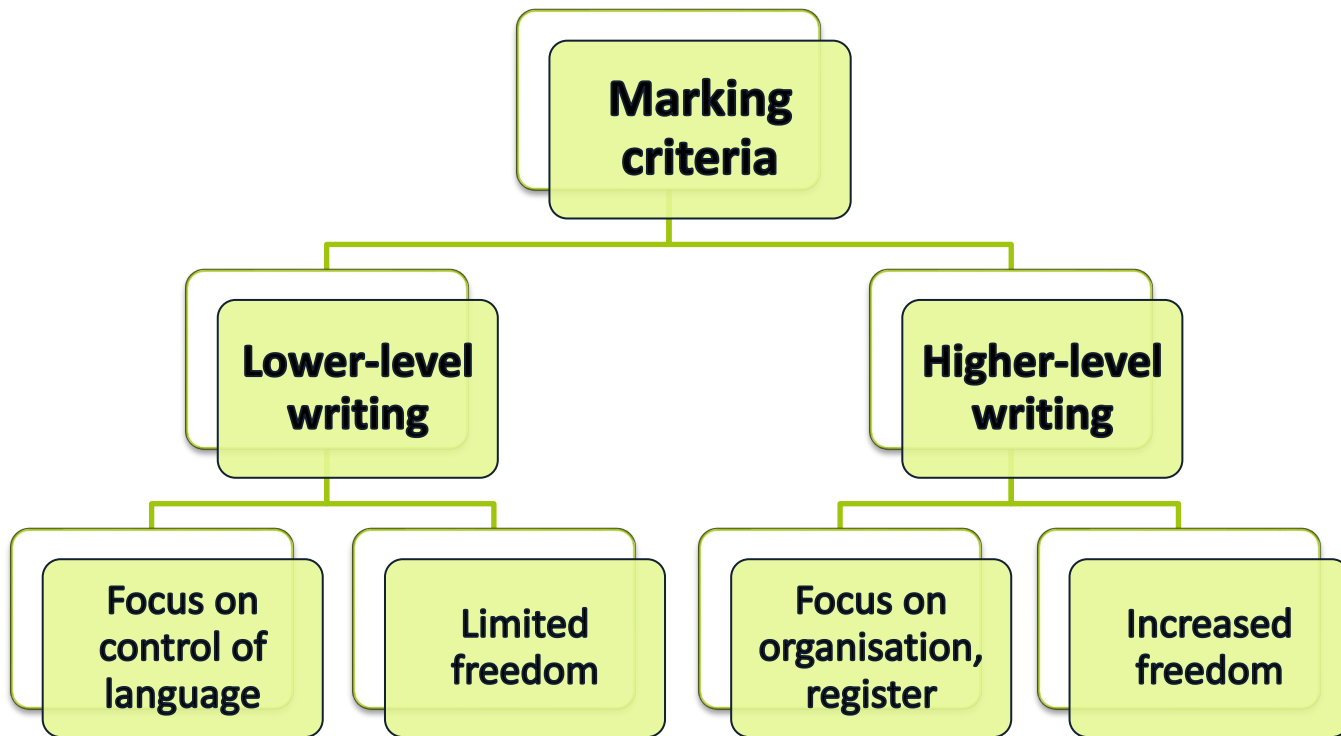 Marking
criteria
Lower-level
writing
Higher-level
writing
Focus on
control of
language
Limited
freedom
Focus on
organisation,
register
Increased
freedom